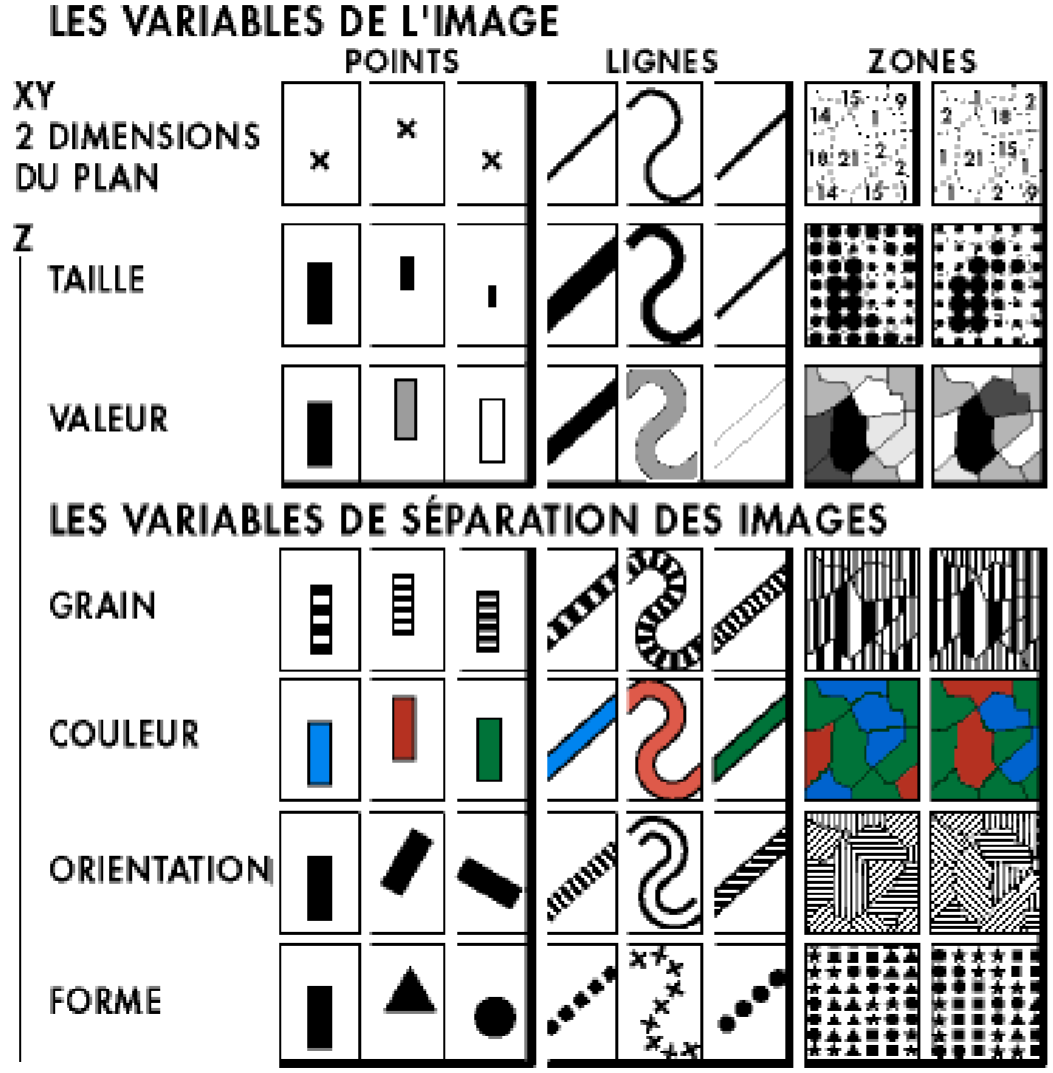 LES VARIABLES DE L'IMAGE
POINTS LIGNES ZONES
XY
2 DIMENSIONS
DU PLAN
15 9 1 2
14 1 2 18
18 21 2 2 1 21 15 1
14 15 1 1 2 9
Z
TAILLE
VALEUR
LES VARIABLES DE SÉPARATION DES IMAGES
GRAIN
COULEUR
ORIENTATION
FORME